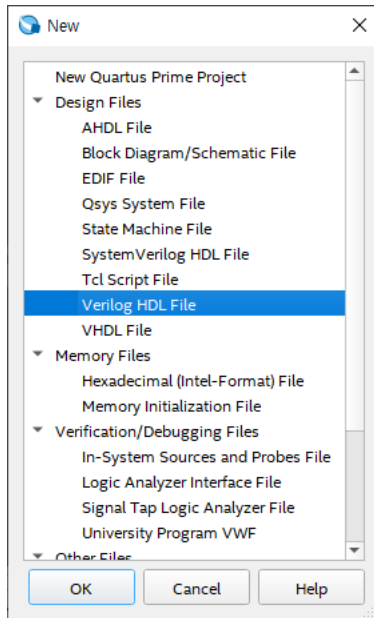 New
New Quartus Prime Project
Design Files
AHDL File
Block Diagram/Schematic File
EDIF File
Qsys System File
State Machine File
SystemVerilog HDL File
Tcl Script File
Verilog HDL File
VHDL File
Memory Files
Hexadecimal (Intel-Format) File
Memory Initialization File
Verification/Debugging Files
In-System Sources and Probes File
Logic Analyzer Interface File
Signal Tap Logic Analyzer File
University Program VWF
Other Files
OK Cancel Help